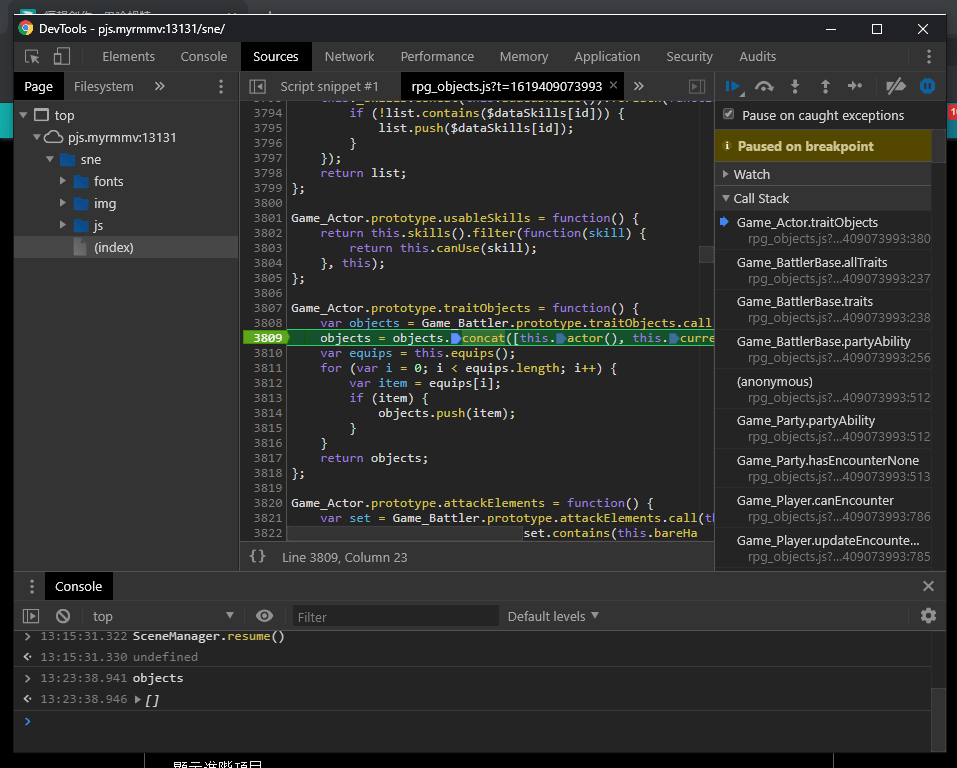 DevTools - pjs.myrmmv:13131/sne/
Elements Console Sources Network Performance Memory Application Security Audits
Page Filesystem » Script snippet #1 rpg_objects.js?t=1619409073993 × »
top
pjs.myrmmv:13131
sne
fonts
img
js
(index)
3794 if (!list.contains($dataSkills[id])) {
3795 list.push($dataSkills[id]);
3796 }
3797 });
3798 return list;
3799 };
3800
3801 Game_Actor.prototype.usableSkills = function() {
3802 return this.skills().filter(function(skill) {
3803 return this.canUse(skill);
3804 }, this);
3805 };
3806
3807 Game_Actor.prototype.traitObjects = function() {
3808 var objects = Game_Battler.prototype.traitObjects.call
3809 objects = objects.concat([this.actor(), this.curre
3810 var equips = this.equips();
3811 for (var i = 0; i < equips.length; i++) {
3812 var item = equips[i];
3813 if (item) {
3814 objects.push(item);
3815 }
3816 }
3817 return objects;
3818 };
3819
3820 Game_Actor.prototype.attackElements = function() {
3821 var set = Game_Battler.prototype.attackElements.call(th
3822 set.contains(this.bareHa
{} Line 3809, Column 23
Pause on caught exceptions
Paused on breakpoint
Watch
Call Stack
Game_Actor.traitObjects
rpg_objects.js?…409073993:380
Game_BattlerBase.allTraits
rpg_objects.js?…409073993:237
Game_BattlerBase.traits
rpg_objects.js?…409073993:238
Game_BattlerBase.partyAbility
rpg_objects.js?…409073993:256
(anonymous)
rpg_objects.js?…409073993:512
Game_Party.partyAbility
rpg_objects.js?…409073993:512
Game_Party.hasEncounterNone
rpg_objects.js?…409073993:513
Game_Player.canEncounter
rpg_objects.js?…409073993:786
Game_Player.updateEncounte…
rpg_objects.js?…409073993:785
Console
top Filter Default levels
13:15:31.322 SceneManager.resume()
13:15:31.330 undefined
13:23:38.941 objects
13:23:38.946 []